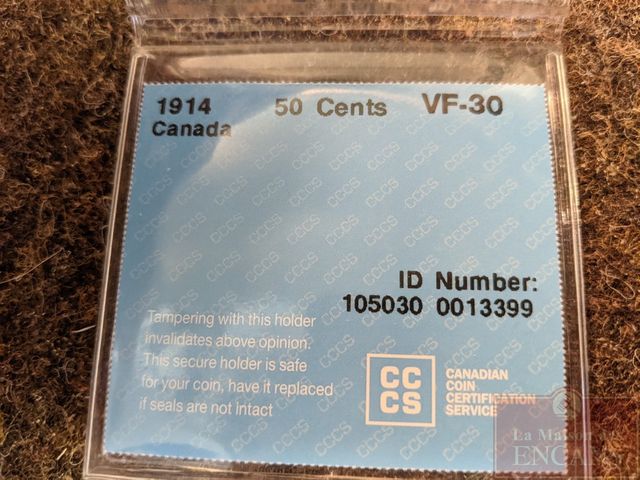 1914 50 Cents VF-30
Canada
ID Number:
105030 0013399
Tampering with this holder
invalidates above opinion.
This secure holder is safe
for your coin, have it replaced
if seals are not intact
CC
CS
CANADIAN
COIN
CERTIFICATION
SERVICE
La Maison
ENCA